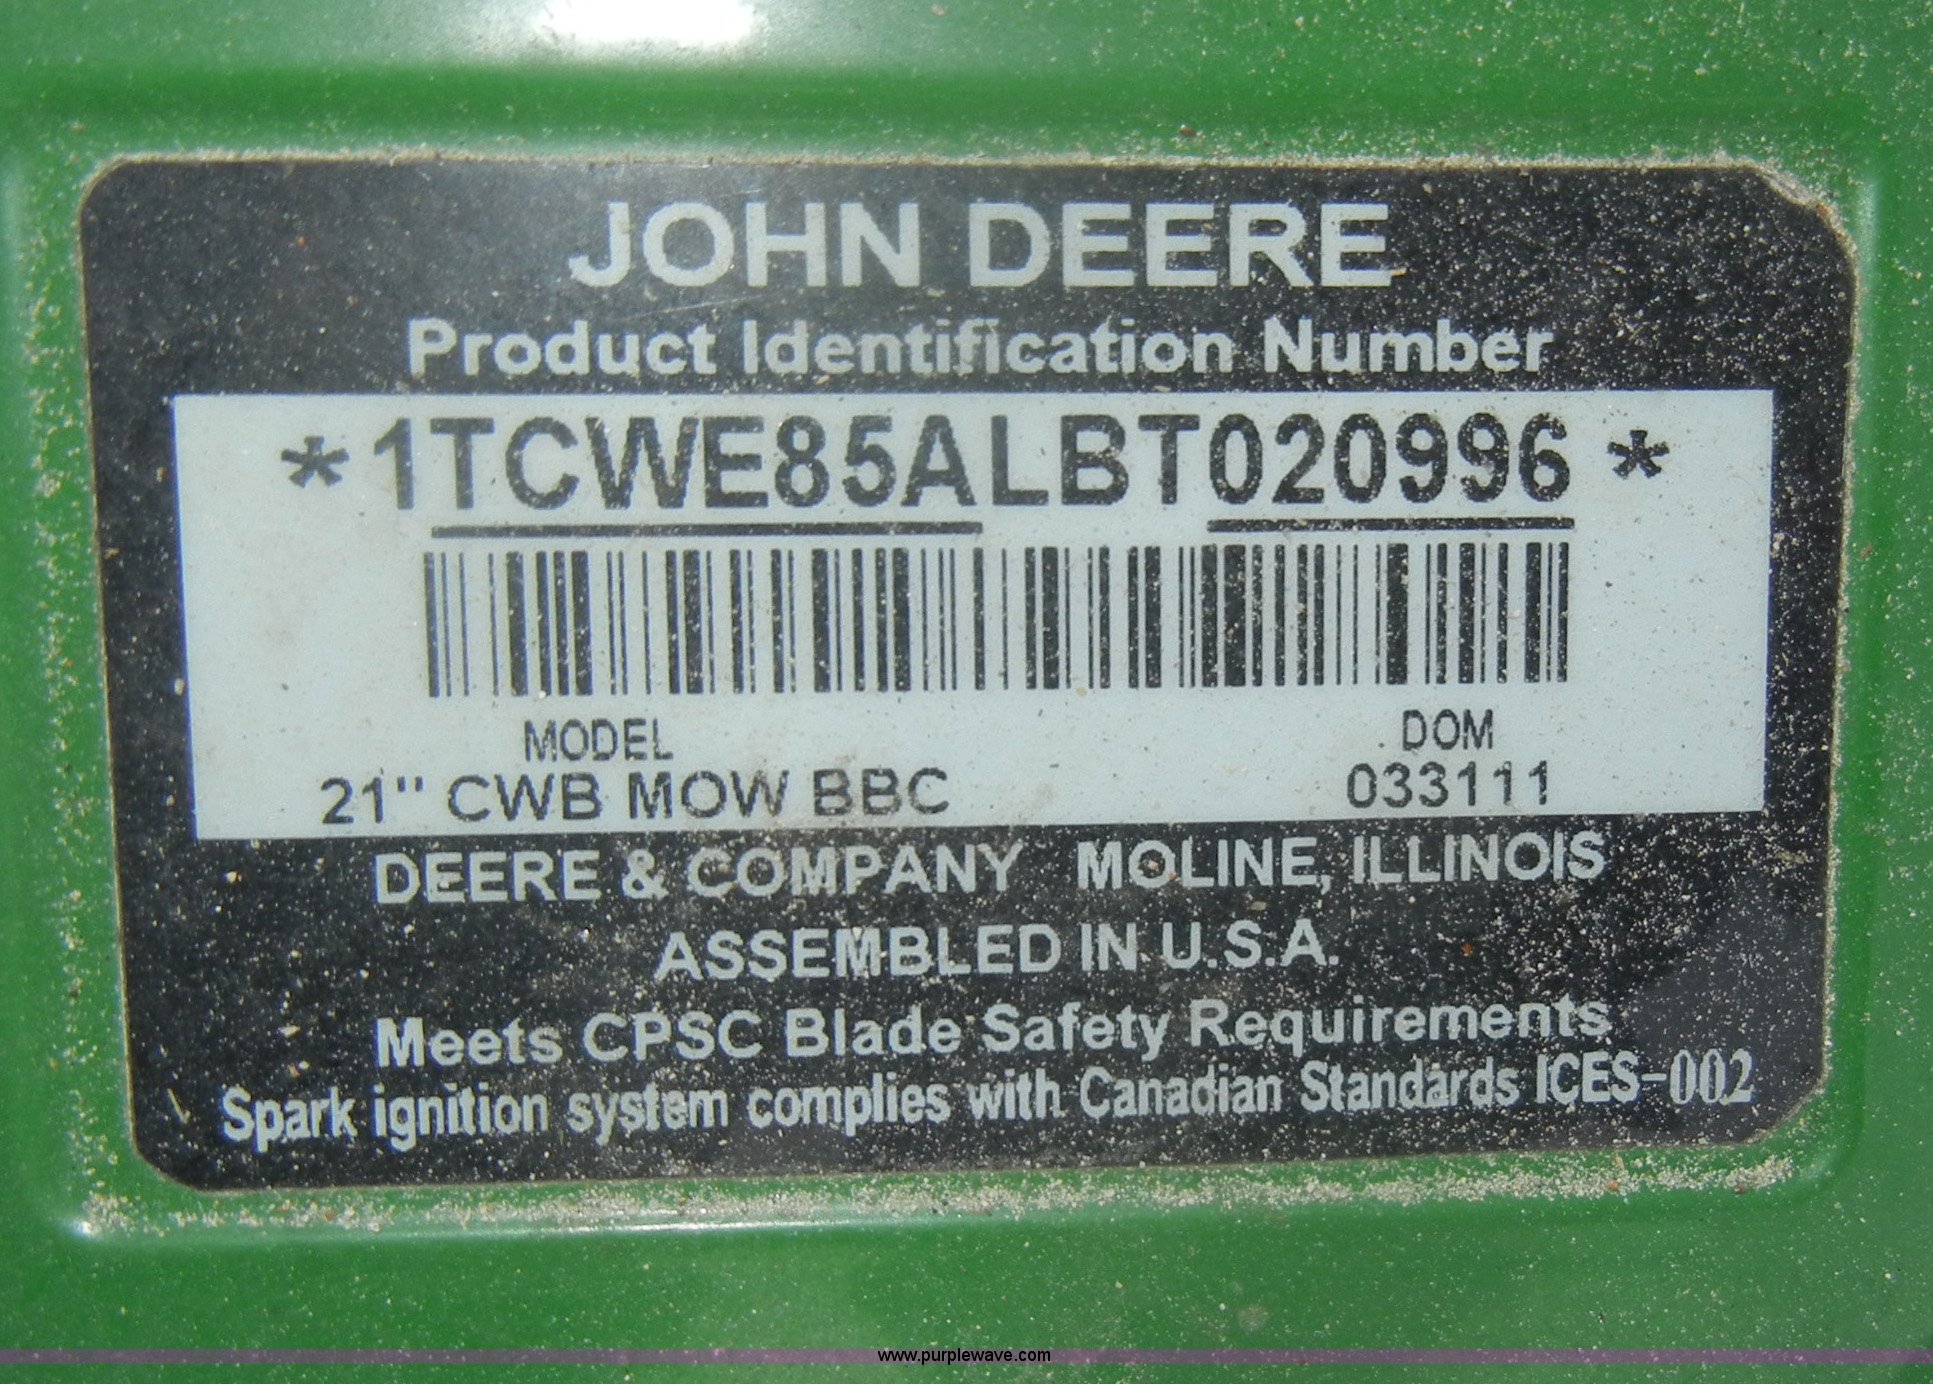 JOHN DEERE
Product Identification Number
*1TCWE85ALBT020996*
MODEL DOM
21" CWB MOW BBC 033111
DEERE & COMPANY MOLINE, ILLINOIS
ASSEMBLED IN U.S.A.
Meets CPSC Blade Safety Requirements
Spark ignition system complies with Canadian Standards ICES-002
www.purplewave.com